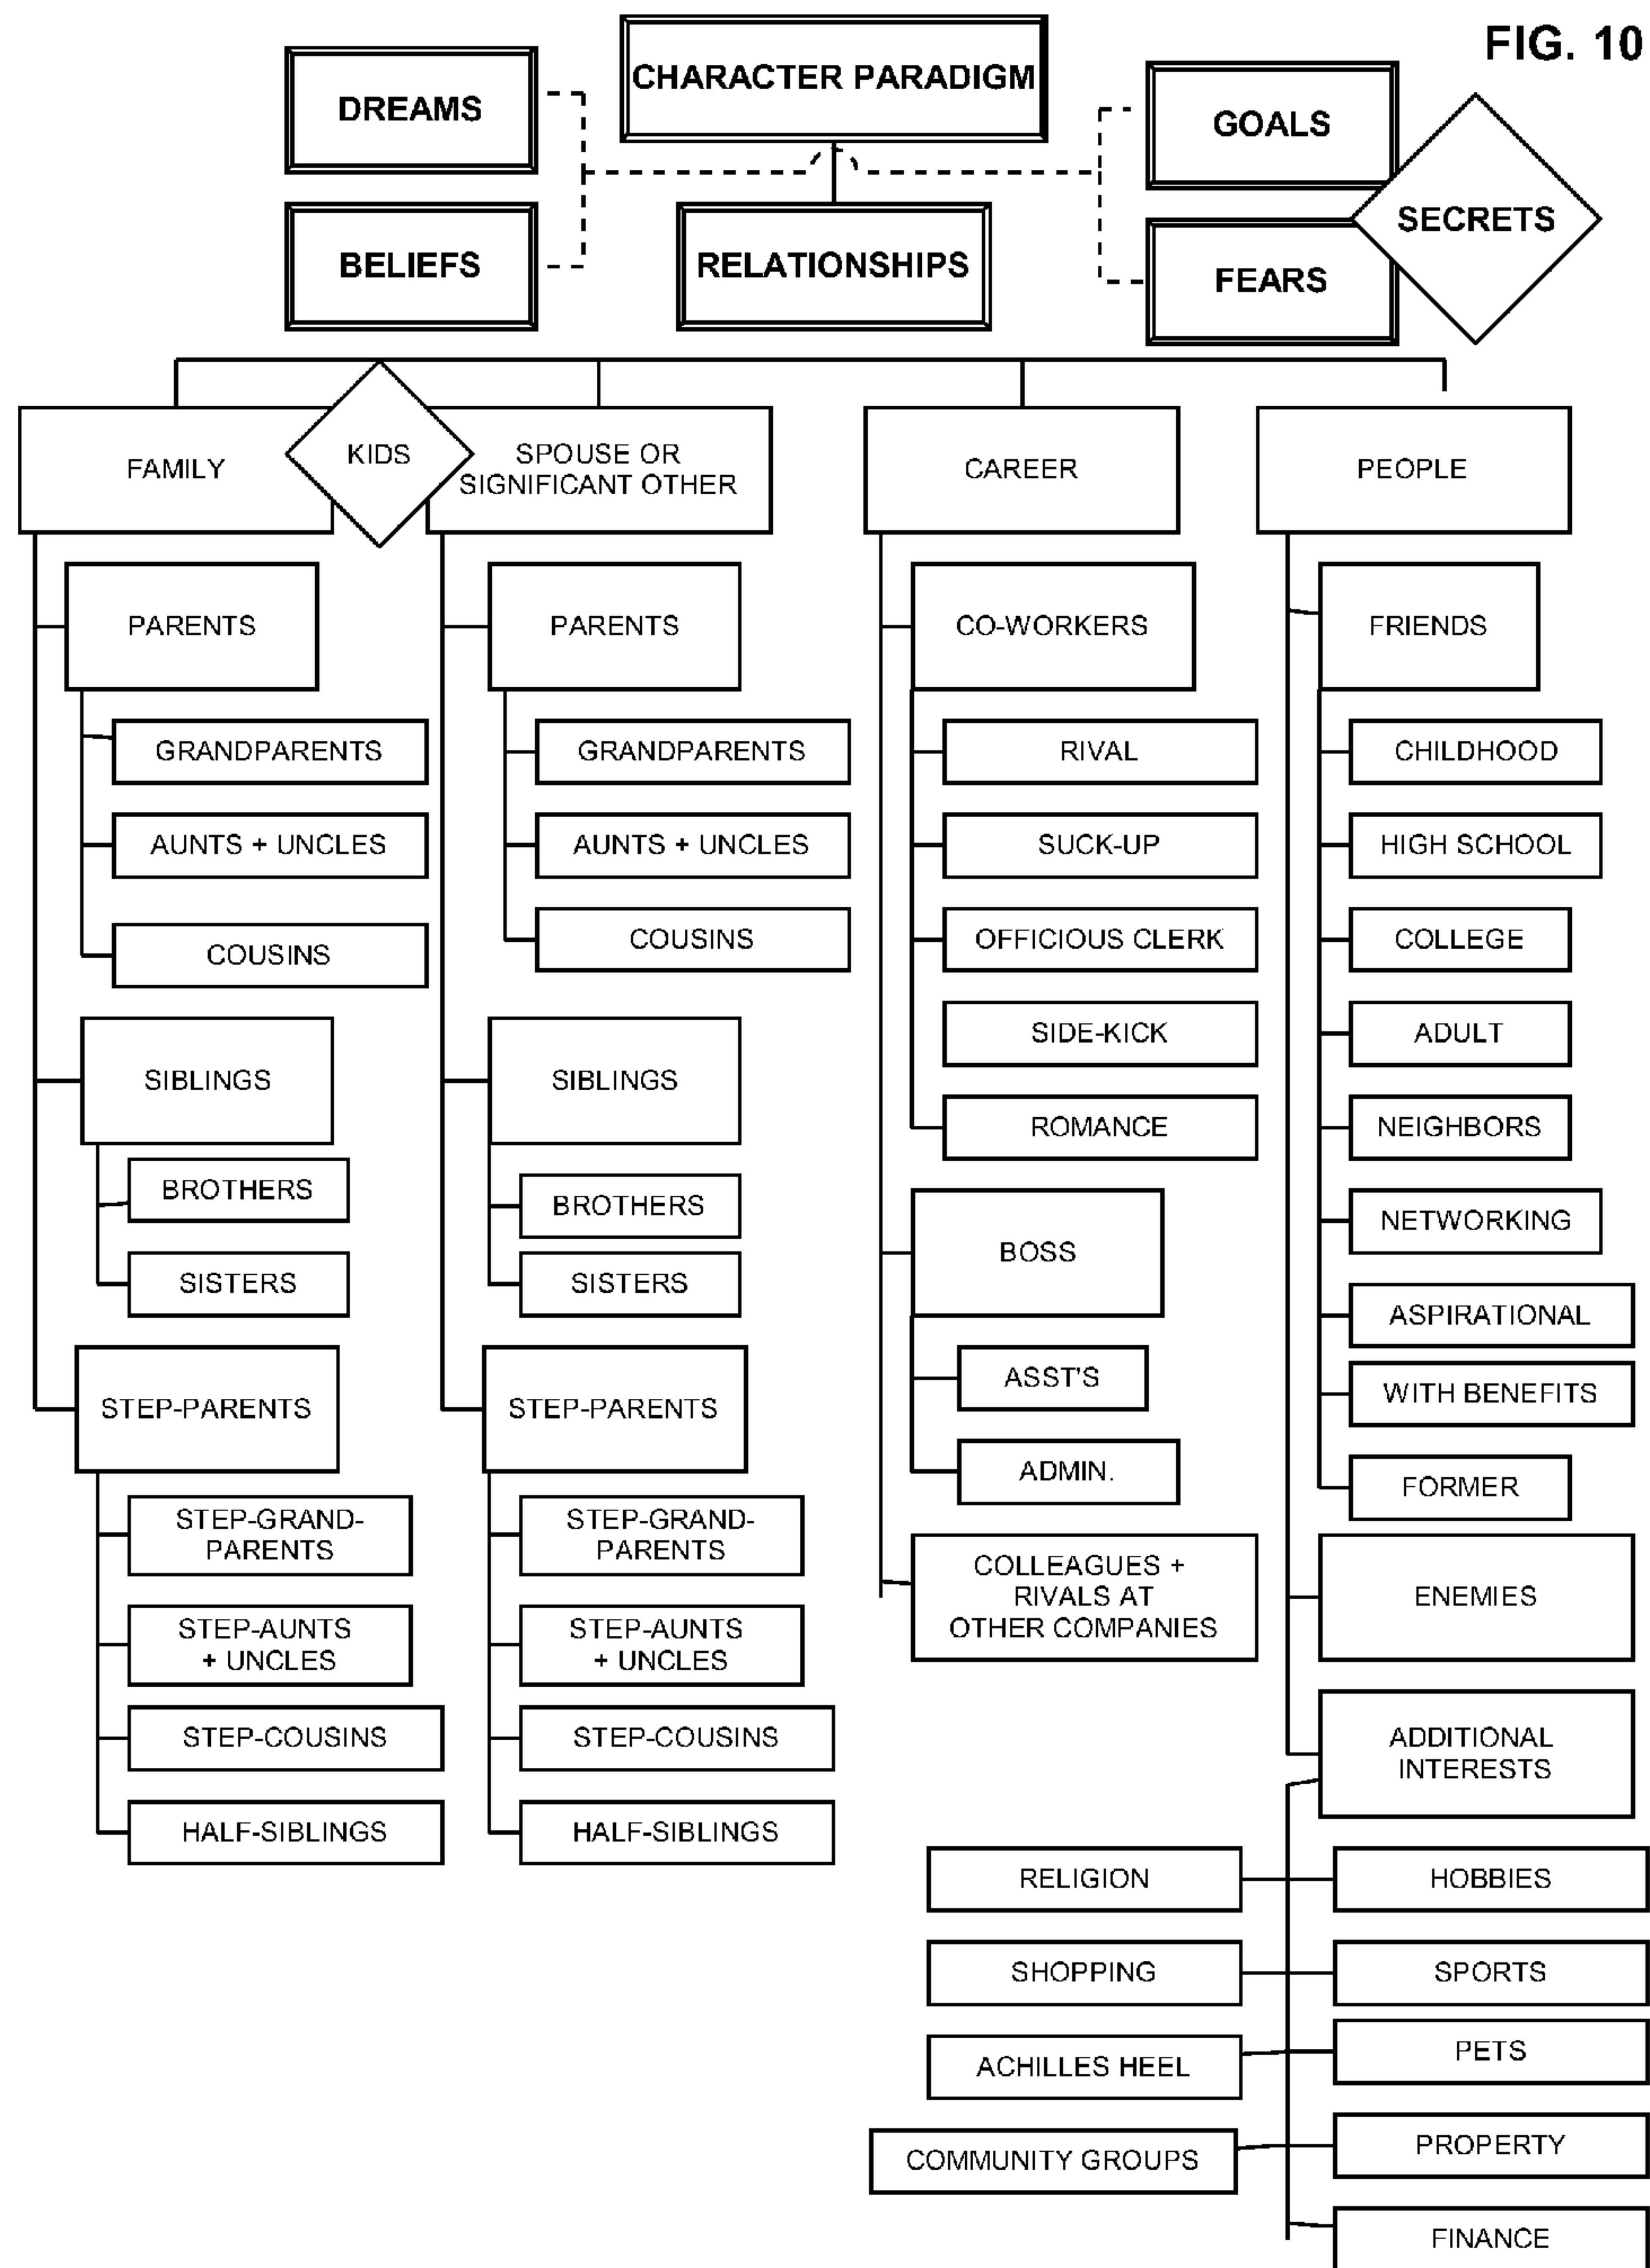 FIG. 10
CHARACTER PARADIGM
DREAMS
GOALS
SECRETS
BELIEFS
RELATIONSHIPS
FEARS
FAMILY
KIDS
SPOUSE OR
SIGNIFICANT OTHER
CAREER
PEOPLE
PARENTS
GRANDPARENTS
AUNTS + UNCLES
COUSINS
SIBLINGS
BROTHERS
SISTERS
STEP-PARENTS
STEP-GRAND-
PARENTS
STEP-AUNTS
+ UNCLES
STEP-COUSINS
HALF-SIBLINGS
PARENTS
GRANDPARENTS
AUNTS + UNCLES
COUSINS
SIBLINGS
BROTHERS
SISTERS
STEP-PARENTS
STEP-GRAND-
PARENTS
STEP-AUNTS
+ UNCLES
STEP-COUSINS
HALF-SIBLINGS
CO-WORKERS
RIVAL
SUCK-UP
OFFICIOUS CLERK
SIDE-KICK
ROMANCE
BOSS
ASST'S
ADMIN.
COLLEAGUES +
RIVALS AT
OTHER COMPANIES
FRIENDS
CHILDHOOD
HIGH SCHOOL
COLLEGE
ADULT
NEIGHBORS
NETWORKING
ASPIRATIONAL
WITH BENEFITS
FORMER
ENEMIES
ADDITIONAL
INTERESTS
RELIGION
HOBBIES
SHOPPING
SPORTS
ACHILLES HEEL
PETS
COMMUNITY GROUPS
PROPERTY
FINANCE